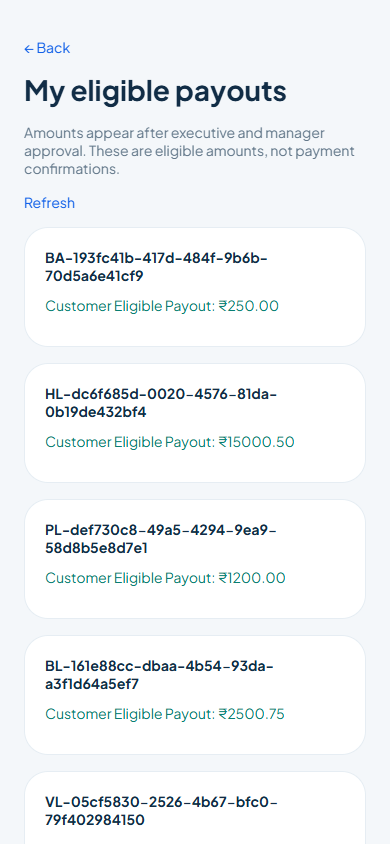 ← Back
My eligible payouts
Amounts appear after executive and manager
approval. These are eligible amounts, not payment
confirmations.
Refresh
BA-193fc41b-417d-484f-9b6b-
70d5a6e41cf9
Customer Eligible Payout: ₹250.00
HL-dc6f685d-0020-4576-81da-
0b19de432bf4
Customer Eligible Payout: ₹15000.50
PL-def730c8-49a5-4294-9ea9-
58d8b5e8d7e1
Customer Eligible Payout: ₹1200.00
BL-161e88cc-dbaa-4b54-93da-
a3f1d64a5ef7
Customer Eligible Payout: ₹2500.75
VL-05cf5830-2526-4b67-bfc0-
79f402984150